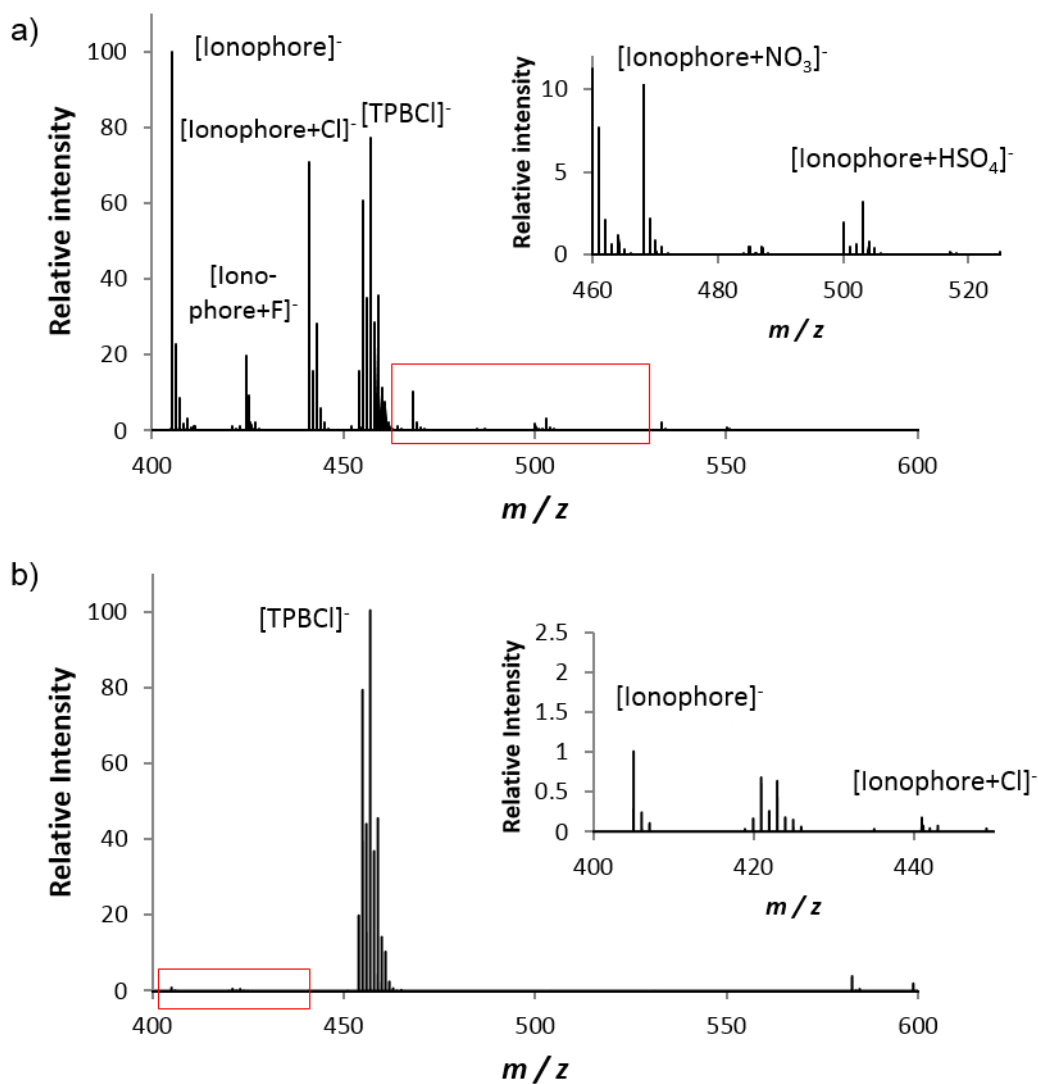 a)
Relative intensity
100
80
60
40
20
0
[Ionophore]⁻
[Ionophore+Cl]⁻
[TPBCl]⁻
[Iono-
phore+F]⁻
400
450
500
550
600
m / z
Relative intensity
10
5
0
[Ionophore+NO₃]⁻
[Ionophore+HSO₄]⁻
460
480
500
520
m / z
b)
Relative Intensity
100
80
60
40
20
0
[TPBCl]⁻
400
450
500
550
600
m / z
Relative Intensity
2.5
2
1.5
1
0.5
0
[Ionophore]⁻
[Ionophore+Cl]⁻
400
420
440
m / z